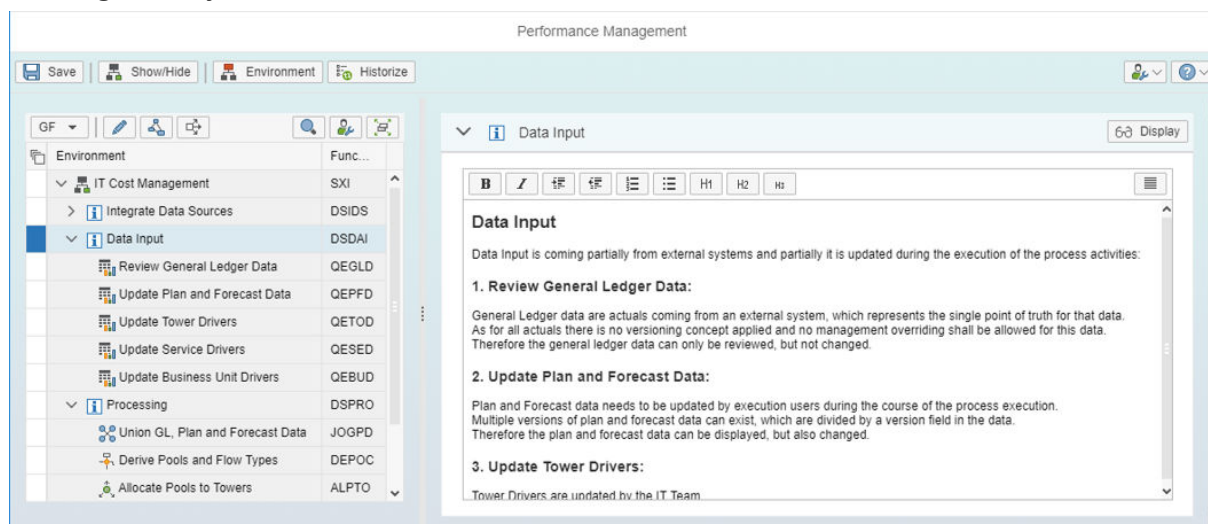 Performance Management
Save Show/Hide Environment Historize
GF
Environment Func...
IT Cost Management SXI
Integrate Data Sources DSIDS
Data Input DSDAI
Review General Ledger Data QEGLD
Update Plan and Forecast Data QEPFD
Update Tower Drivers QETOD
Update Service Drivers QESED
Update Business Unit Drivers QEBUD
Processing DSPRO
Union GL, Plan and Forecast Data JOGPD
Derive Pools and Flow Types DEPOC
Allocate Pools to Towers ALPTO
Data Input Display
B I H1 H2 H3
Data Input
Data Input is coming partially from external systems and partially it is updated during the execution of the process activities:
1. Review General Ledger Data:
General Ledger data are actuals coming from an external system, which represents the single point of truth for that data.
As for all actuals there is no versioning concept applied and no management overriding shall be allowed for this data.
Therefore the general ledger data can only be reviewed, but not changed.
2. Update Plan and Forecast Data:
Plan and Forecast data needs to be updated by execution users during the course of the process execution.
Multiple versions of plan and forecast data can exist, which are divided by a version field in the data.
Therefore the plan and forecast data can be displayed, but also changed.
3. Update Tower Drivers:
Tower Drivers are updated by the IT Team